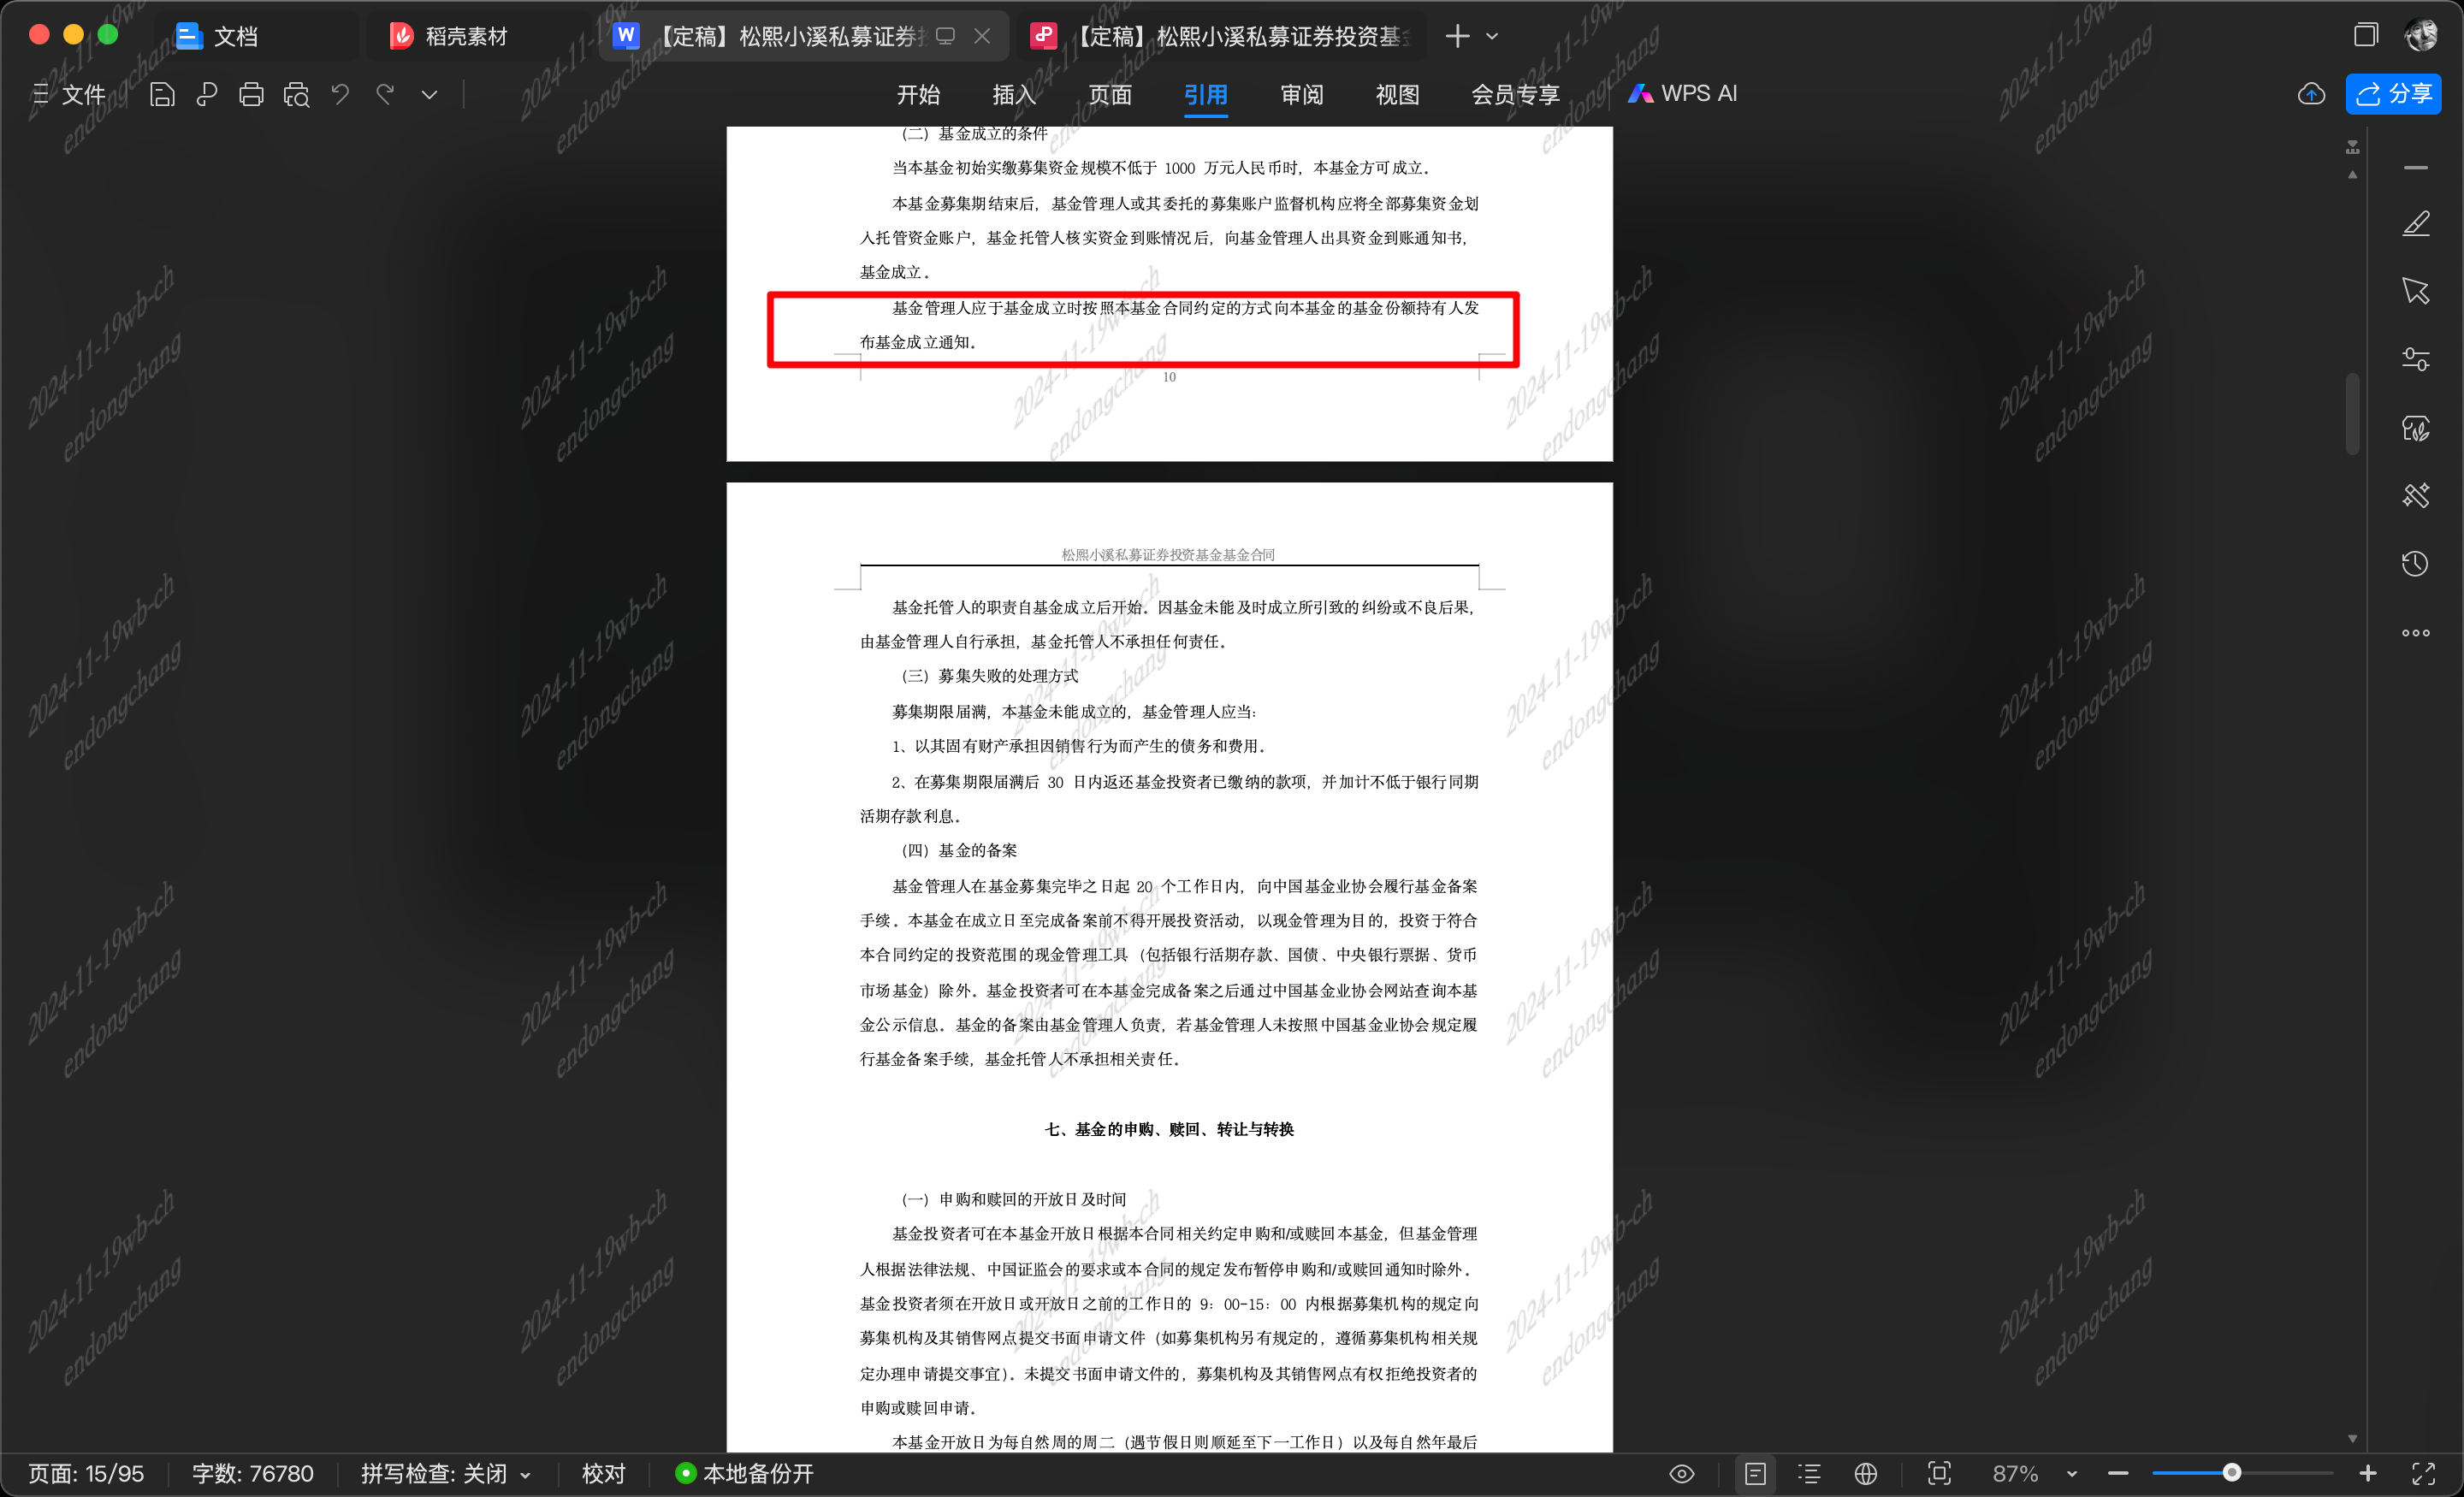 文档
稻壳素材
【定稿】松熙小溪私募证券投
【定稿】松熙小溪私募证券投资基金
文件
开始
插入
页面
引用
审阅
视图
会员专享
WPS AI
分享
（二）基金成立的条件
当本基金初始实缴募集资金规模不低于 1000 万元人民币时，本基金方可成立。
本基金募集期结束后，基金管理人或其委托的募集账户监督机构应将全部募集资金划
入托管资金账户，基金托管人核实资金到账情况后，向基金管理人出具资金到账通知书，
基金成立。
基金管理人应于基金成立时按照本基金合同约定的方式向本基金的基金份额持有人发
布基金成立通知。
10
松熙小溪私募证券投资基金基金合同
基金托管人的职责自基金成立后开始。因基金未能及时成立所引致的纠纷或不良后果，
由基金管理人自行承担，基金托管人不承担任何责任。
（三）募集失败的处理方式
募集期限届满，本基金未能成立的，基金管理人应当：
1、以其固有财产承担因销售行为而产生的债务和费用。
2、在募集期限届满后 30 日内返还基金投资者已缴纳的款项，并加计不低于银行同期
活期存款利息。
（四）基金的备案
基金管理人在基金募集完毕之日起 20 个工作日内，向中国基金业协会履行基金备案
手续。本基金在成立日至完成备案前不得开展投资活动，以现金管理为目的，投资于符合
本合同约定的投资范围的现金管理工具（包括银行活期存款、国债、中央银行票据、货币
市场基金）除外。基金投资者可在本基金完成备案之后通过中国基金业协会网站查询本基
金公示信息。基金的备案由基金管理人负责，若基金管理人未按照中国基金业协会规定履
行基金备案手续，基金托管人不承担相关责任。
七、基金的申购、赎回、转让与转换
（一）申购和赎回的开放日及时间
基金投资者可在本基金开放日根据本合同相关约定申购和/或赎回本基金，但基金管理
人根据法律法规、中国证监会的要求或本合同的规定发布暂停申购和/或赎回通知时除外。
基金投资者须在开放日或开放日之前的工作日的 9：00-15：00 内根据募集机构的规定向
募集机构及其销售网点提交书面申请文件（如募集机构另有规定的，遵循募集机构相关规
定办理申请提交事宜）。未提交书面申请文件的，募集机构及其销售网点有权拒绝投资者的
申购或赎回申请。
本基金开放日为每自然周的周二（遇节假日则顺延至下一工作日）以及每自然年最后
页面: 15/95
字数: 76780
拼写检查: 关闭
校对
本地备份开
87%
2024-11-19wb-ch
endongchang